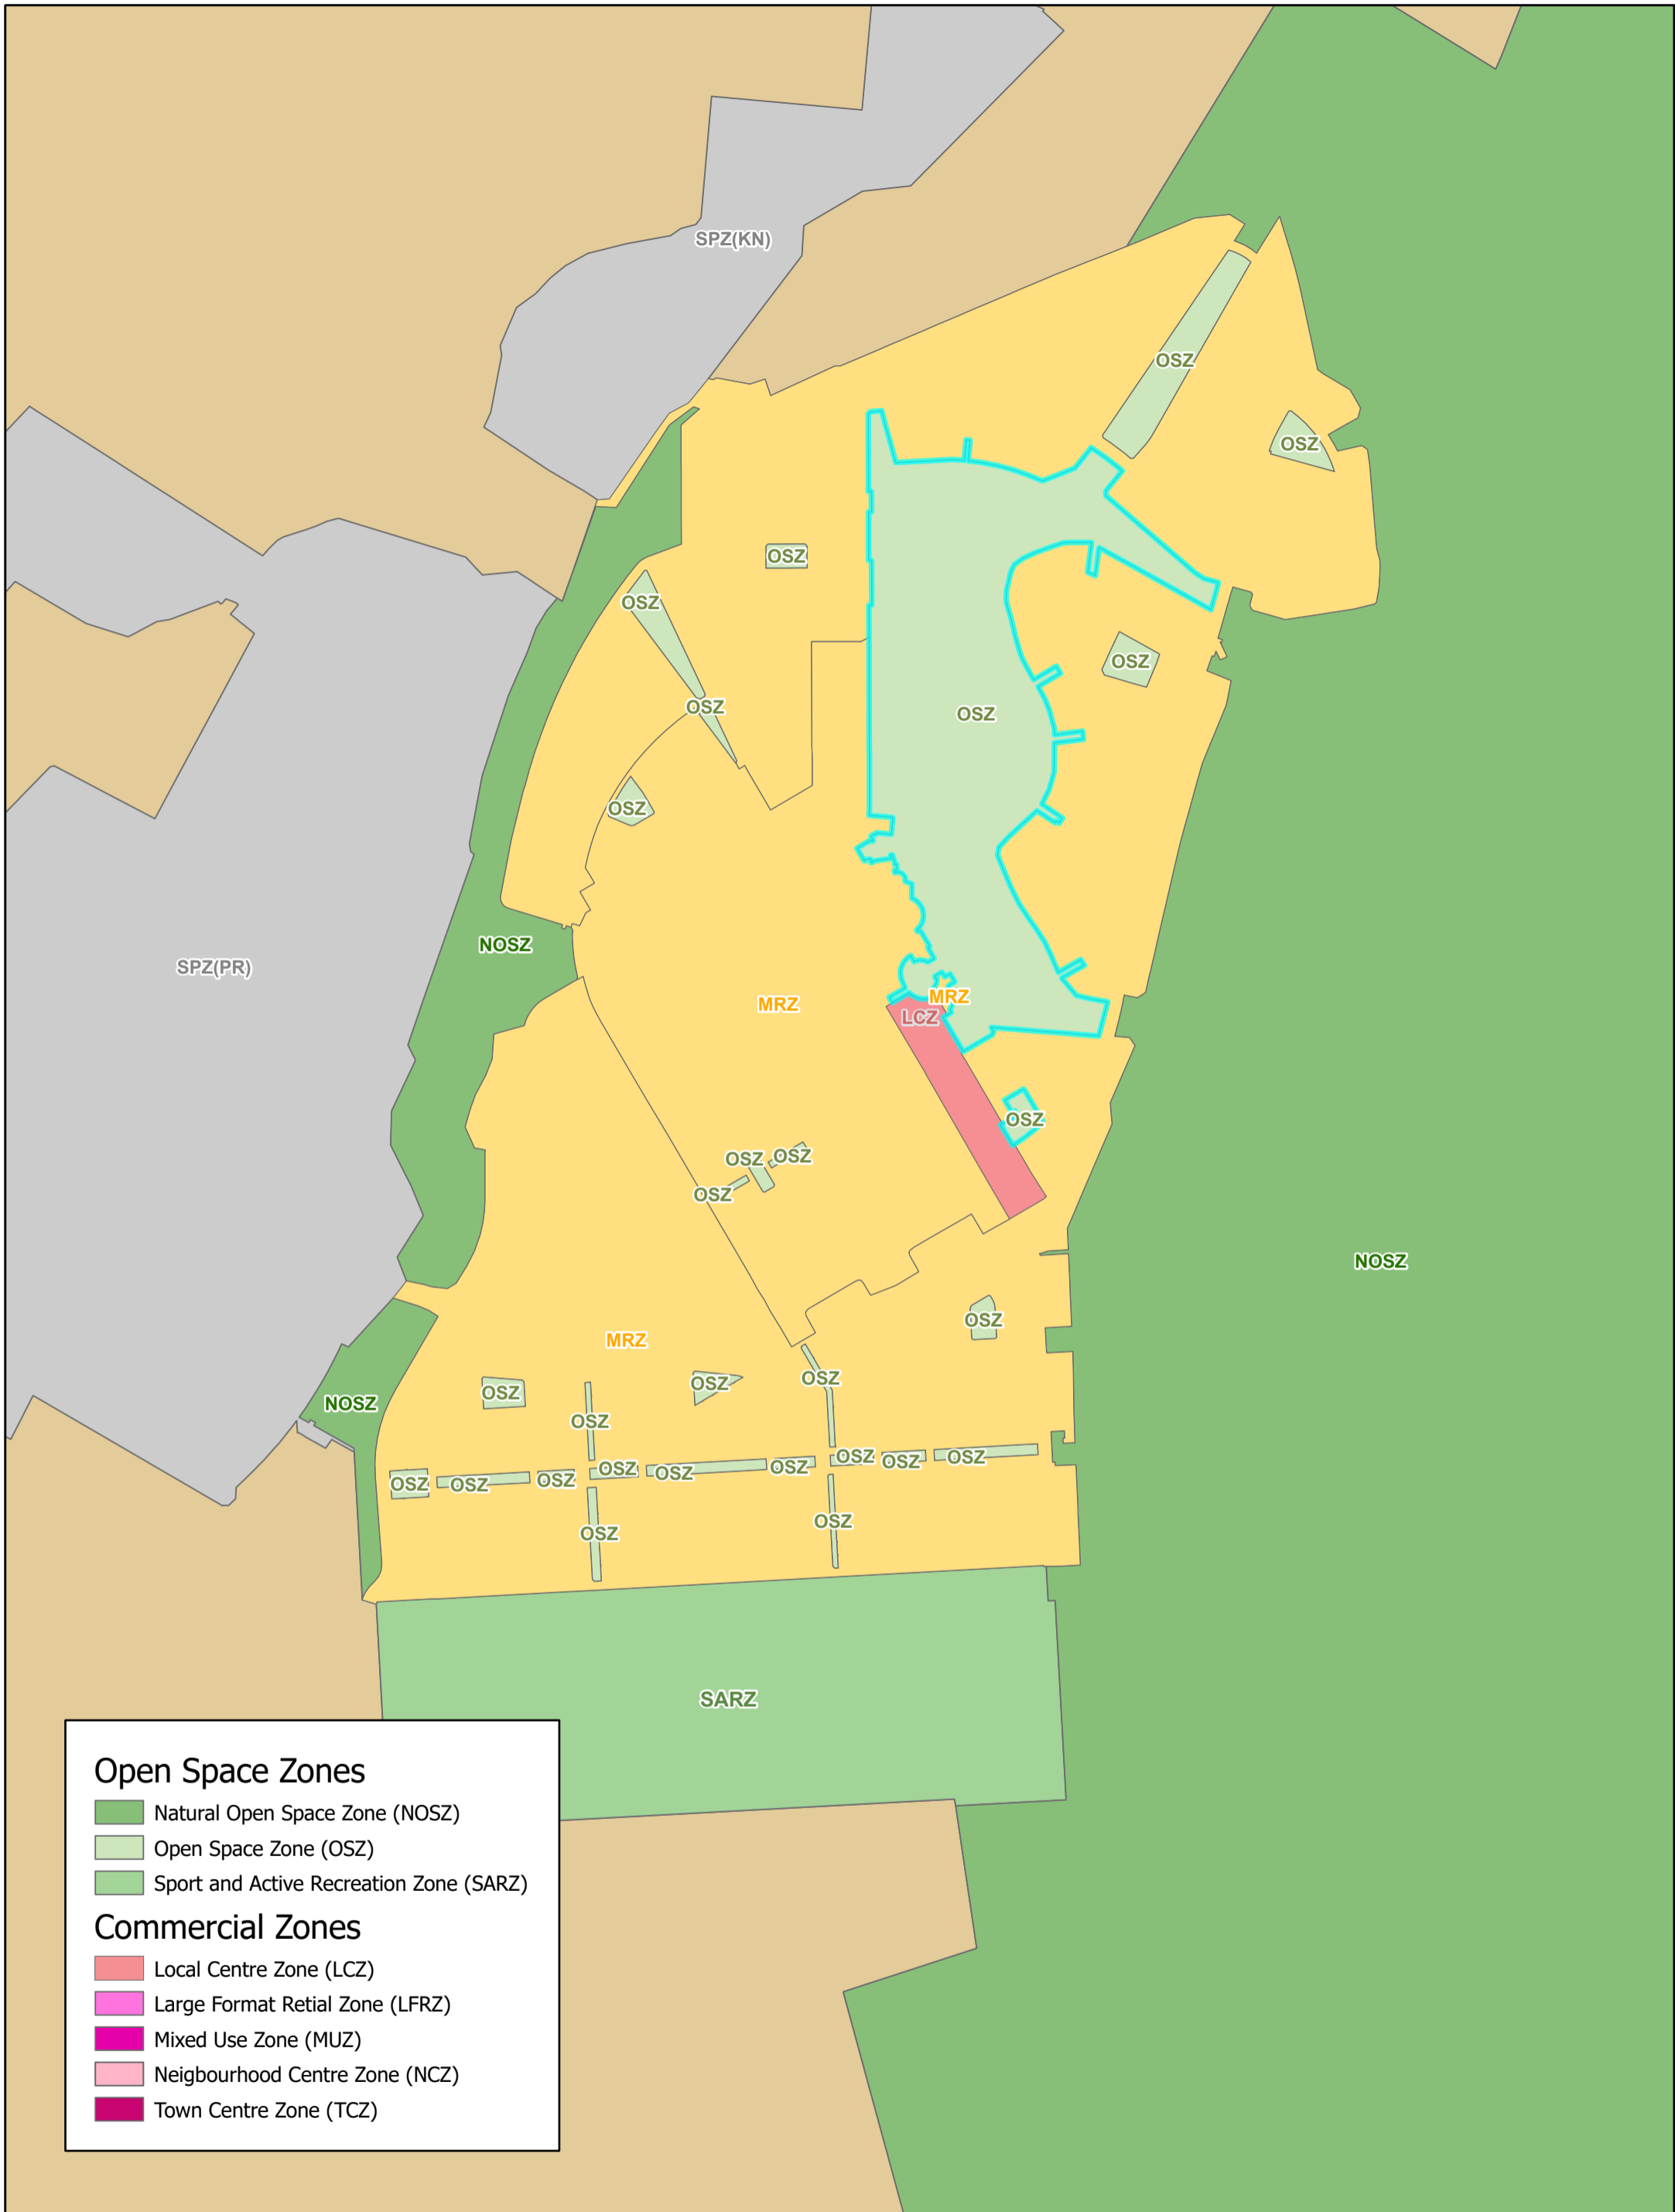 SPZ(KN)
OSZ
OSZ
OSZ
OSZ
OSZ
OSZ
OSZ
OSZ
NOSZ
SPZ(PR)
MRZ
MRZ
LCZ
OSZ
OSZ
OSZ
OSZ
NOSZ
OSZ
MRZ
OSZ
OSZ
OSZ
NOSZ
OSZ
OSZ
OSZ
OSZ
OSZ
OSZ
OSZ
OSZ
OSZ
OSZ
OSZ
OSZ
OSZ
SARZ
Open Space Zones
Natural Open Space Zone (NOSZ)
Open Space Zone (OSZ)
Sport and Active Recreation Zone (SARZ)
Commercial Zones
Local Centre Zone (LCZ)
Large Format Retial Zone (LFRZ)
Mixed Use Zone (MUZ)
Neigbourhood Centre Zone (NCZ)
Town Centre Zone (TCZ)